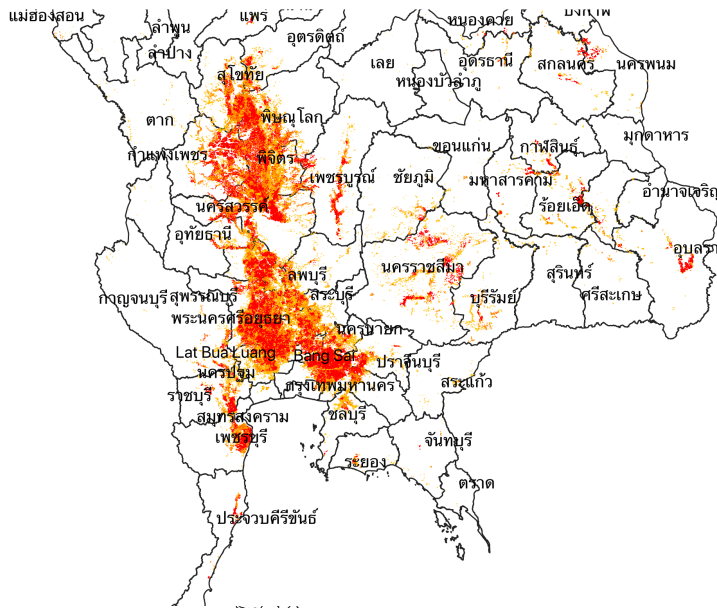 แม่ฮ่องสอน
แพร่
หนองคาย
บึงกาฬ
ลำพูน
อุตรดิตถ์
ลำปาง
เลย
อุดรธานี
สกลนคร
นครพนม
สุโขทัย
หนองบัวลำภู
ตาก
พิษณุโลก
ขอนแก่น
กาฬสินธุ์
มุกดาหาร
กำแพงเพชร
พิจิตร
เพชรบูรณ์
ชัยภูมิ
มหาสารคาม
อำนาจเจริญ
นครสวรรค์
ร้อยเอ็ด
อุทัยธานี
ลพบุรี
นครราชสีมา
สุรินทร์
กาญจนบุรี
สุพรรณบุรี
สระบุรี
บุรีรัมย์
ศรีสะเกษ
พระนครศรีอยุธยา
นครนายก
Lat Bua Luang
Bang Sai
ปราจีนบุรี
นครปฐม
กรุงเทพมหานคร
สระแก้ว
ราชบุรี
สมุทรสงคราม
ชลบุรี
เพชรบุรี
จันทบุรี
ระยอง
ตราด
ประจวบคีรีขันธ์